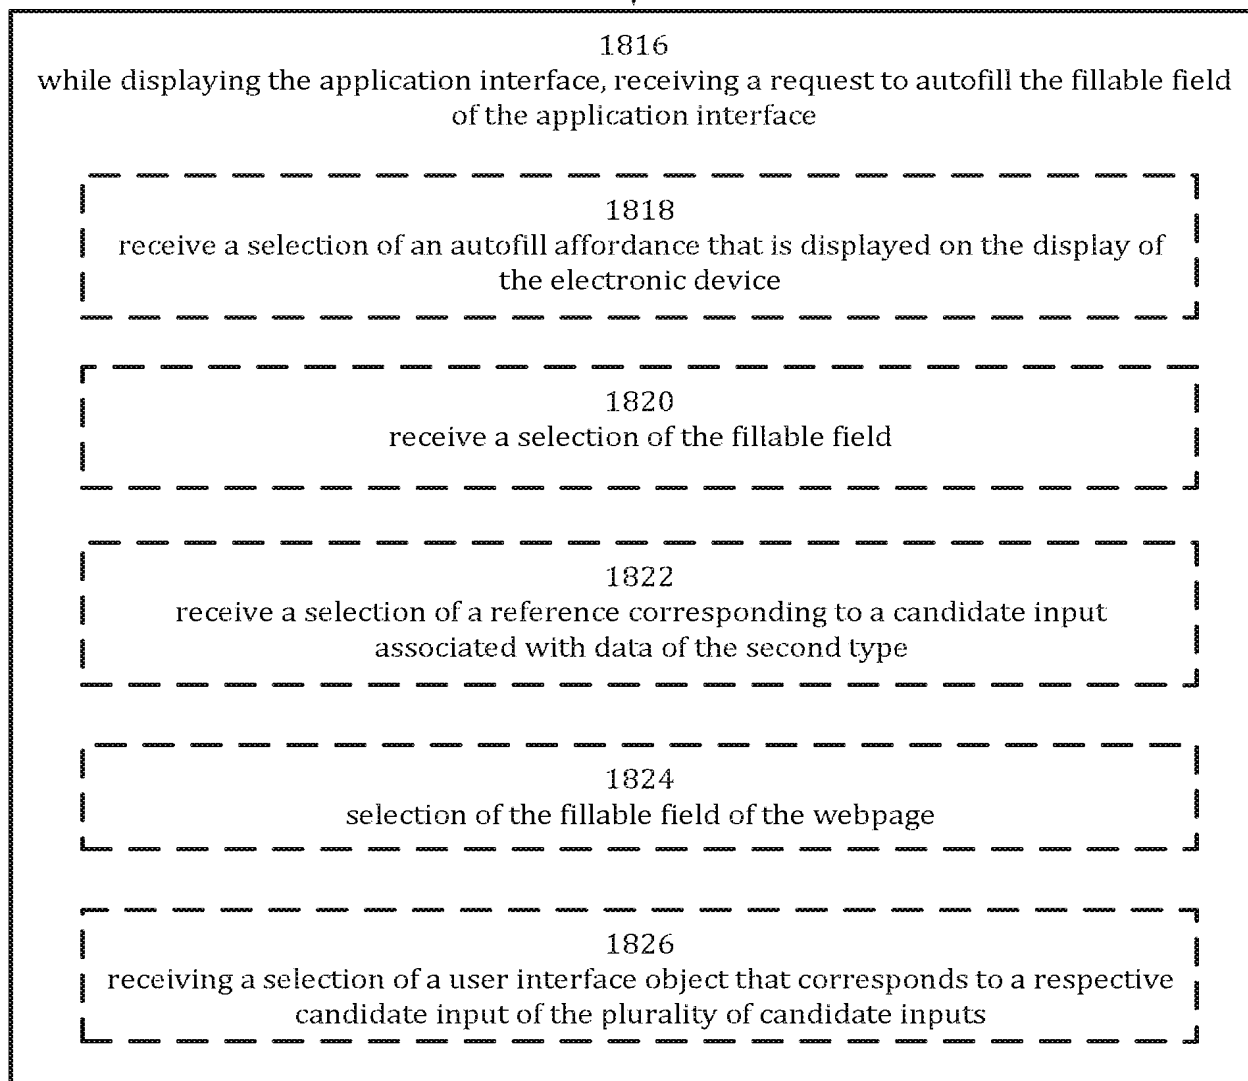 1816
while displaying the application interface, receiving a request to autofill the fillable field
of the application interface
1818
receive a selection of an autofill affordance that is displayed on the display of
the electronic device
1820
receive a selection of the fillable field
1822
receive a selection of a reference corresponding to a candidate input
associated with data of the second type
1824
selection of the fillable field of the webpage
1826
receiving a selection of a user interface object that corresponds to a respective
candidate input of the plurality of candidate inputs